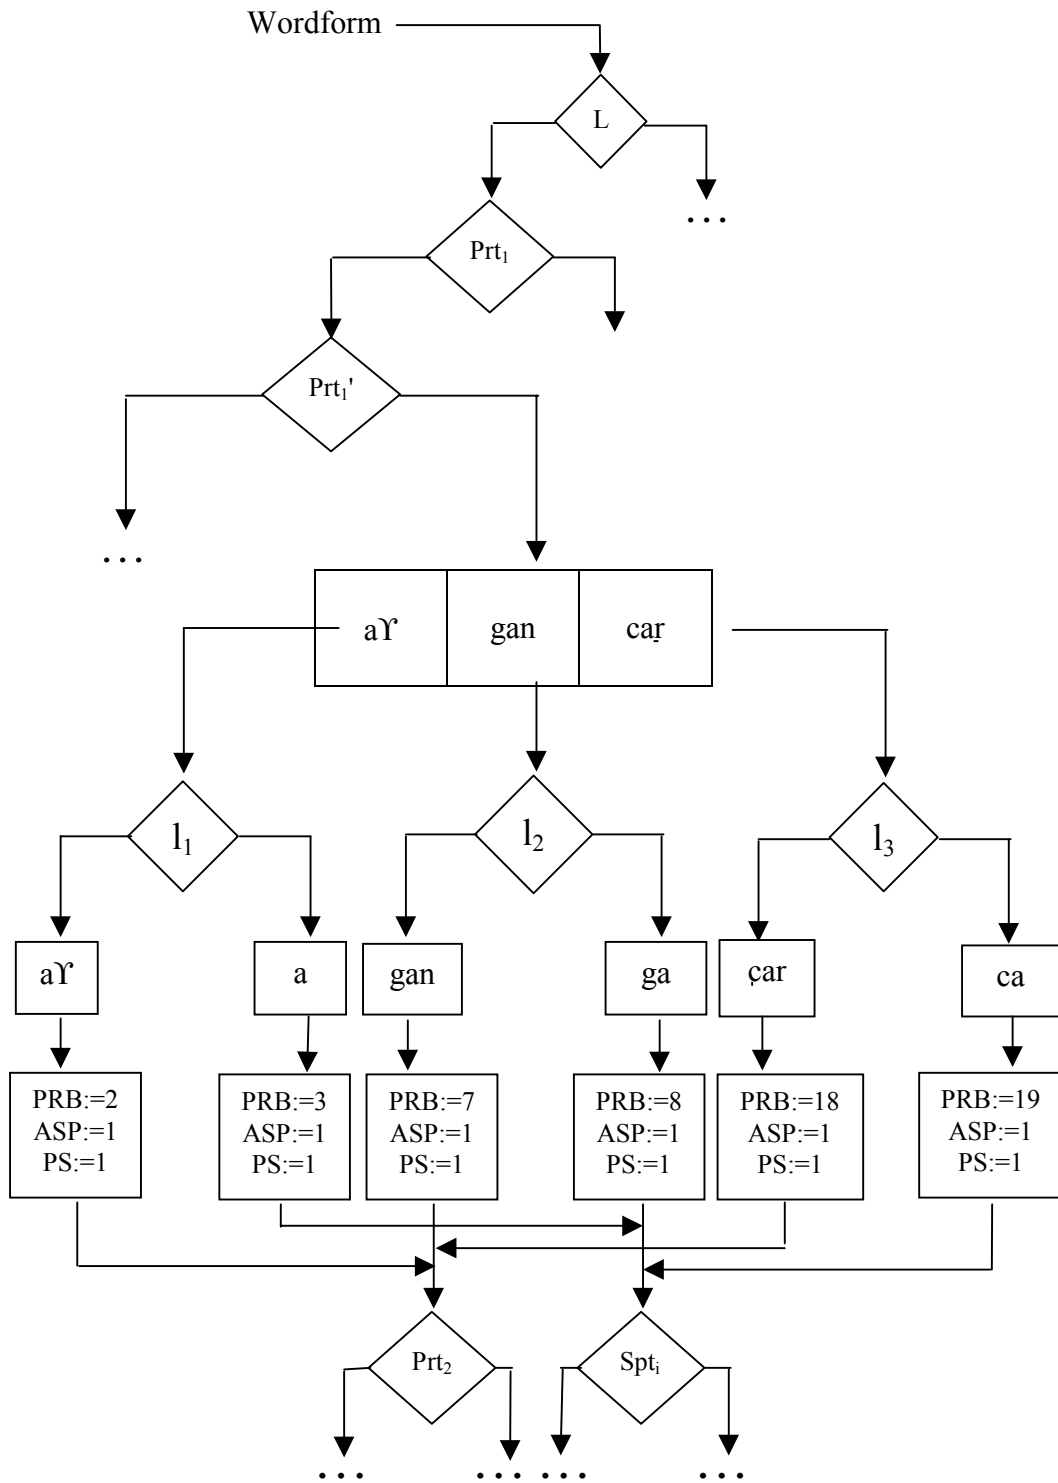 Wordform
L
. . .
Prt₁
Prt₁'
. . .
aϒ gan caṛ
l₁ l₂ l₃
aϒ a gan ga c̣ar ca
PRB:=2 PRB:=3 PRB:=7 PRB:=8 PRB:=18 PRB:=19
ASP:=1 ASP:=1 ASP:=1 ASP:=1 ASP:=1 ASP:=1
PS:=1 PS:=1 PS:=1 PS:=1 PS:=1 PS:=1
Prt₂ Sptᵢ
. . . . . . . . . . . .